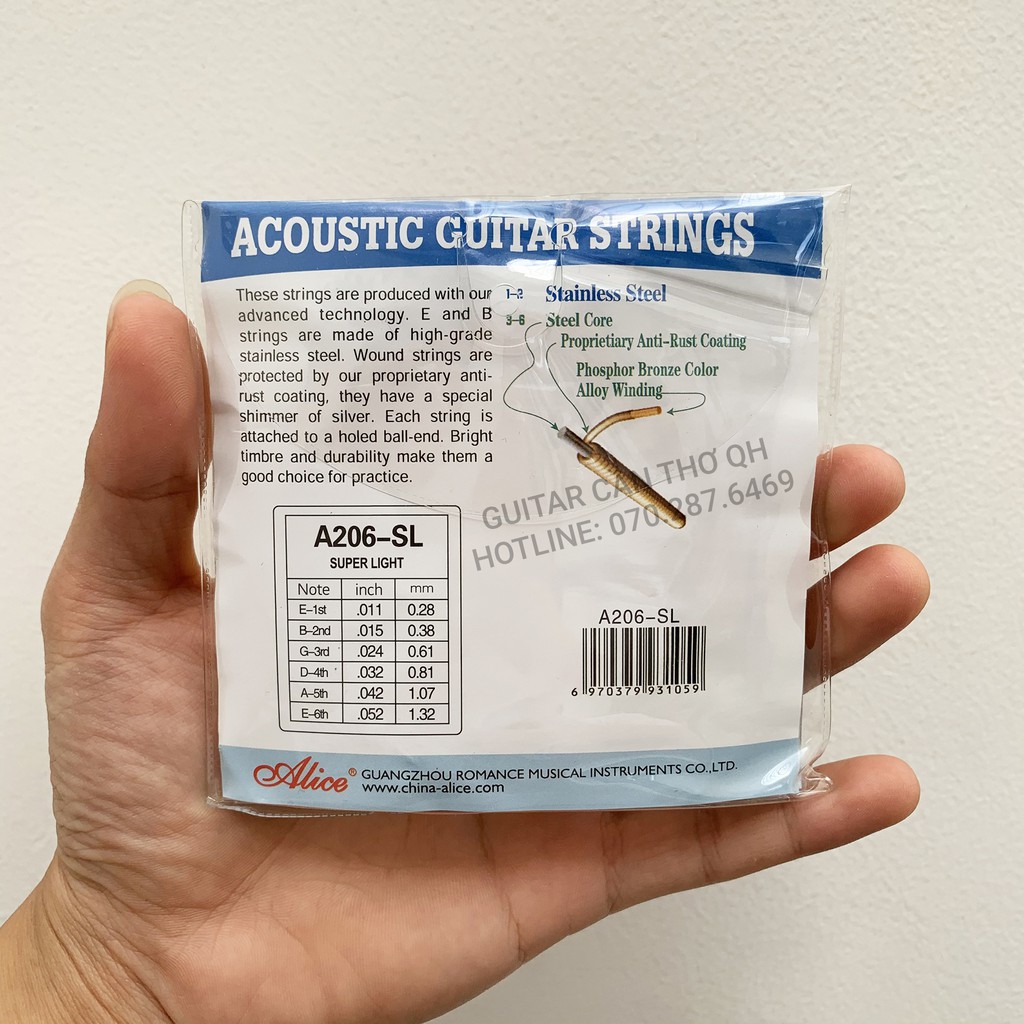 ACOUSTIC GUITAR STRINGS
These strings are produced with our
advanced technology. E and B
strings are made of high-grade
stainless steel. Wound strings are
protected by our proprietary anti-
rust coating, they have a special
shimmer of silver. Each string is
attached to a holed ball-end. Bright
timbre and durability make them a
good choice for practice.
1-2 Stainless Steel
3-6 Steel Core
Proprietiary Anti-Rust Coating
Phosphor Bronze Color
Alloy Winding
GUITAR CẦN THƠ QH
HOTLINE: 070.287.6469
A206-SL
SUPER LIGHT
Note inch mm
E-1st .011 0.28
B-2nd .015 0.38
G-3rd .024 0.61
D-4th .032 0.81
A-5th .042 1.07
E-6th .052 1.32
A206-SL
6 970379 931059
Alice® GUANGZHOU ROMANCE MUSICAL INSTRUMENTS CO.,LTD.
www.china-alice.com